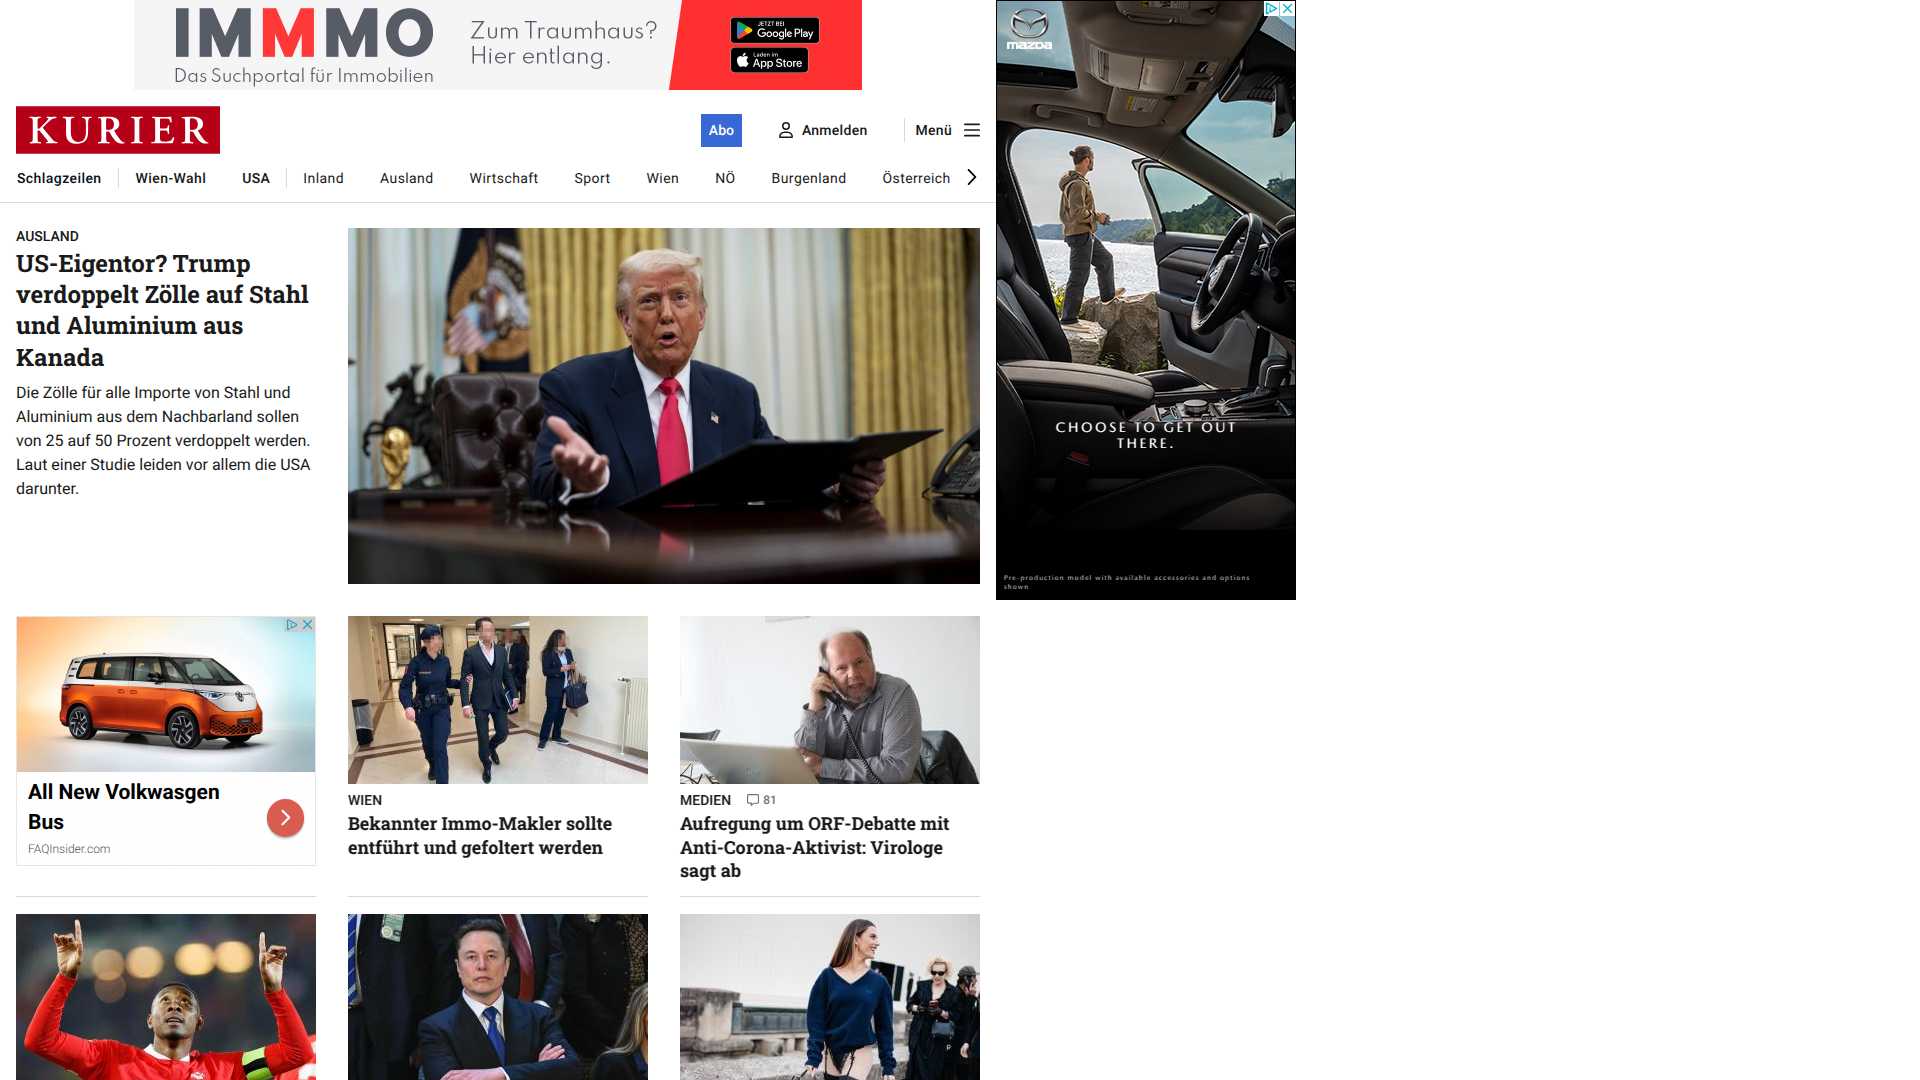 IMMMO
Das Suchportal für Immobilien
Zum Traumhaus?
Hier entlang.
JETZT BEI
Google Play
Laden im
App Store
mazda
KURIER
Abo
Anmelden
Menü
Schlagzeilen
Wien-Wahl
USA
Inland
Ausland
Wirtschaft
Sport
Wien
NÖ
Burgenland
Österreich
AUSLAND
US-Eigentor? Trump
verdoppelt Zölle auf Stahl
und Aluminium aus
Kanada
Die Zölle für alle Importe von Stahl und
Aluminium aus dem Nachbarland sollen
von 25 auf 50 Prozent verdoppelt werden.
Laut einer Studie leiden vor allem die USA
darunter.
CHOOSE TO GET OUT
THERE.
Pre-production model with available accessories and options
shown.
All New Volkwasgen
Bus
FAQInsider.com
WIEN
Bekannter Immo-Makler sollte
entführt und gefoltert werden
MEDIEN 81
Aufregung um ORF-Debatte mit
Anti-Corona-Aktivist: Virologe
sagt ab